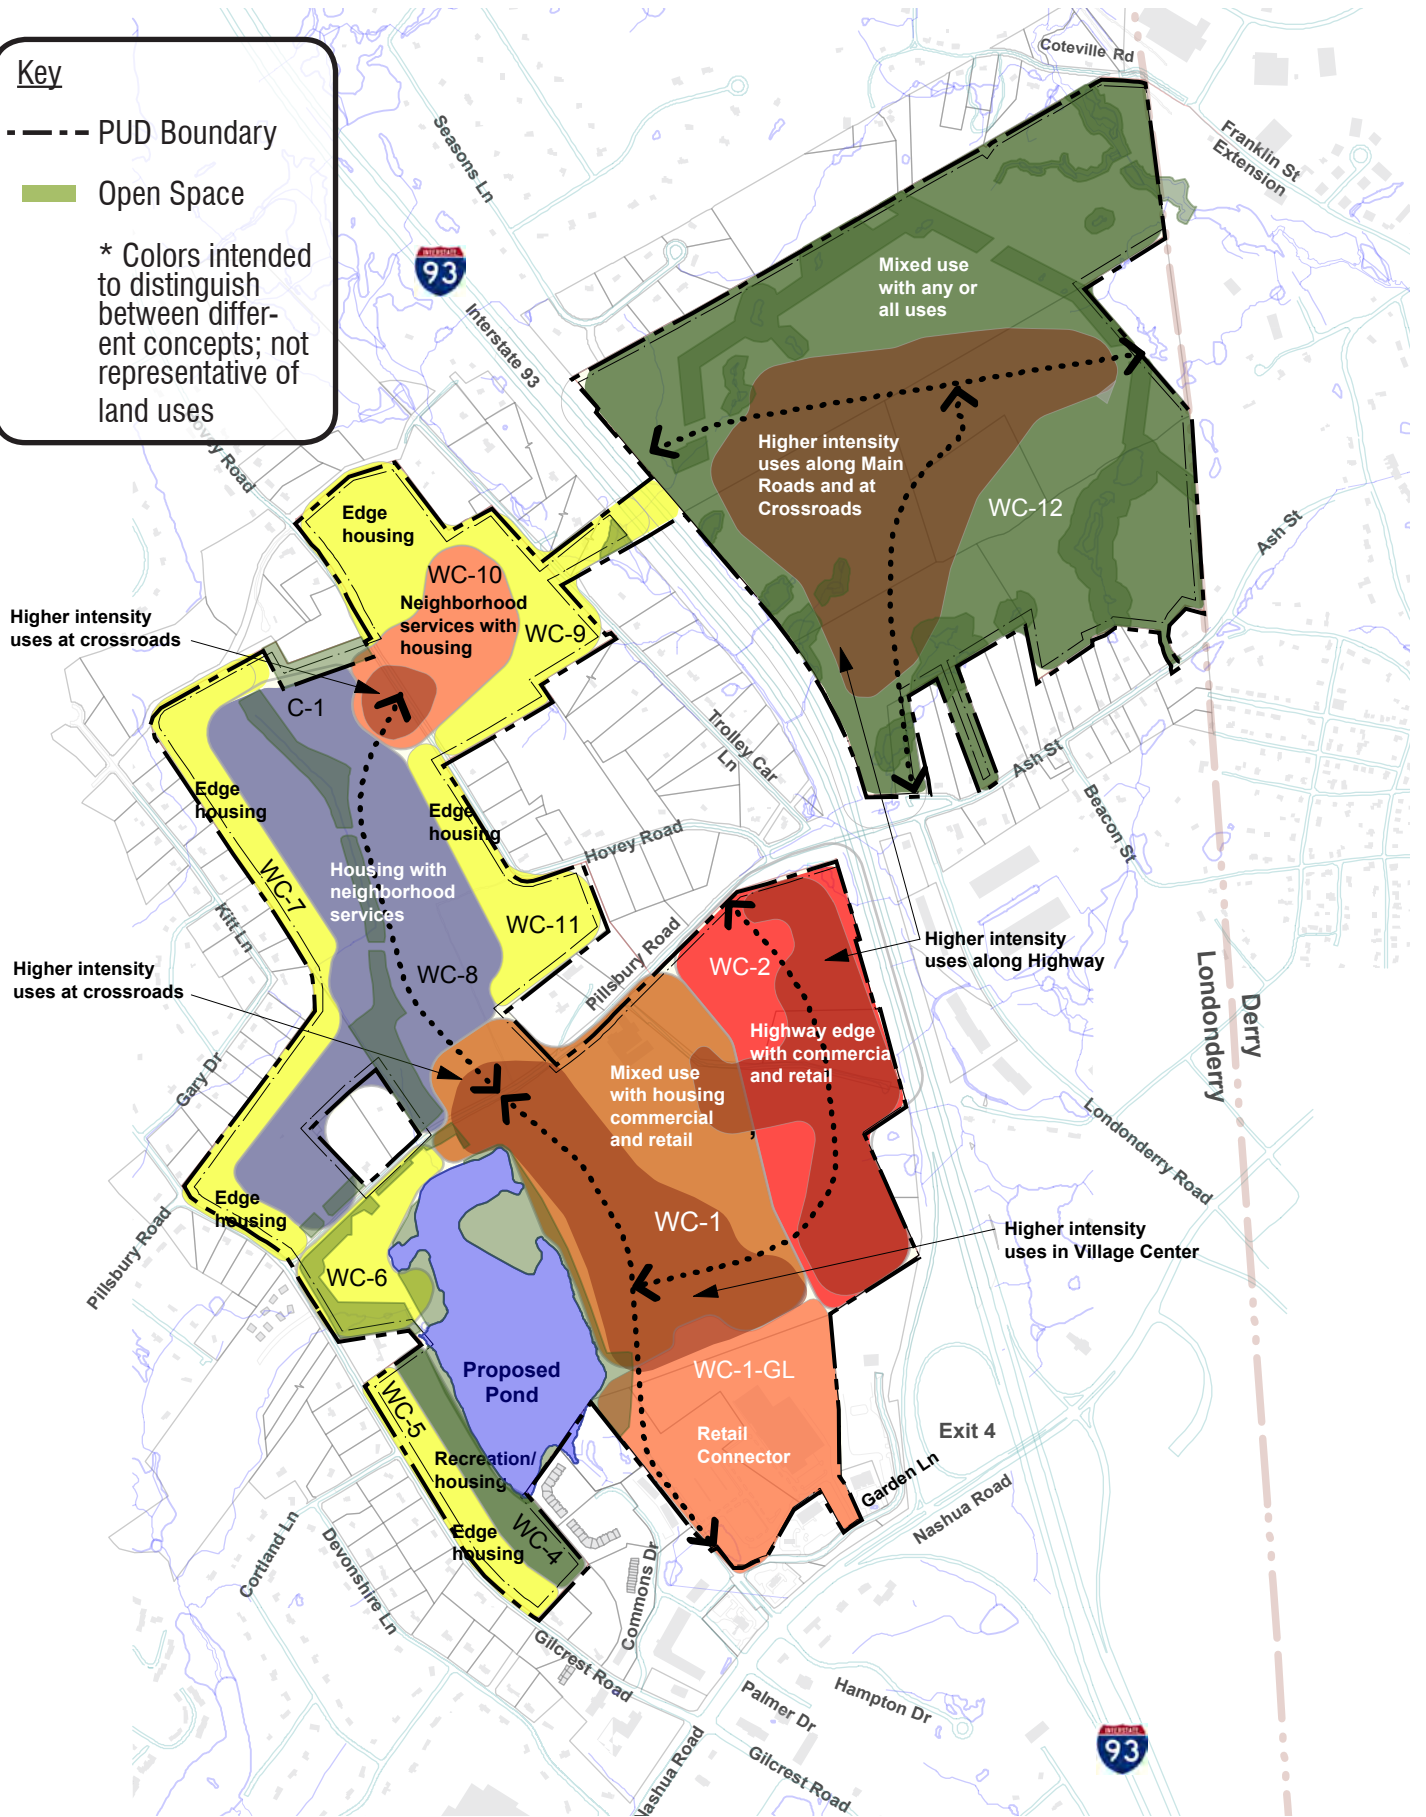 Key
PUD Boundary
Open Space
* Colors intended
to distinguish
between differ-
ent concepts; not
representative of
land uses
Coteville Rd
Franklin St
Extension
Seasons Ln
INTERSTATE
93
Interstate 93
Mixed use
with any or
all uses
Higher intensity
uses along Main
Roads and at
Crossroads
WC-12
Ash St
Road
Edge
housing
WC-10
Neighborhood
services with
housing
WC-9
Higher intensity
uses at crossroads
C-1
Trolley Car
Ln
Ash St
Beacon St
Edge
housing
Edge
housing
Hovey Road
Housing with
neighborhood
services
WC-7
Kitt Ln
WC-11
Pillsbury Road
WC-8
WC-2
Higher intensity
uses along Highway
Higher intensity
uses at crossroads
Londonderry
Derry
Highway edge
with commercia
and retail
Gary Dr
Mixed use
with housing
commercial
and retail
,
Londonderry Road
Edge
housing
Pillsbury Road
WC-1
Higher intensity
uses in Village Center
WC-6
Proposed
Pond
WC-1-GL
WC-5
Retail
Connector
Exit 4
Recreation/
housing
Garden Ln
Nashua Road
WC-4
Edge
housing
Cortland Ln
Devonshire Ln
Commons Dr
Gilcrest Road
Palmer Dr
Hampton Dr
INTERSTATE
93
Gilcrest Road
Nashua Road